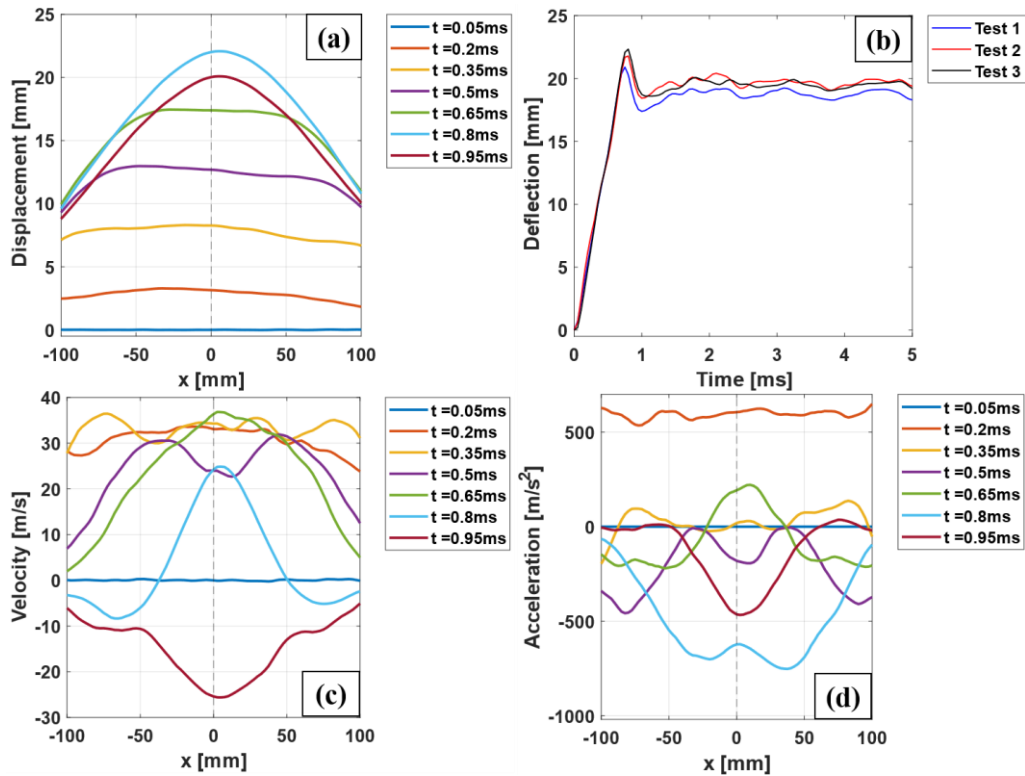 (a)
Displacement [mm]
25
20
15
10
5
0
-100
-50
0
50
100
x [mm]
t =0.05ms
t =0.2ms
t =0.35ms
t =0.5ms
t =0.65ms
t =0.8ms
t =0.95ms
(b)
Deflection [mm]
25
20
15
10
5
0
0
1
2
3
4
5
Time [ms]
Test 1
Test 2
Test 3
(c)
Velocity [m/s]
40
30
20
10
0
-10
-20
-30
-100
-50
0
50
100
x [mm]
t =0.05ms
t =0.2ms
t =0.35ms
t =0.5ms
t =0.65ms
t =0.8ms
t =0.95ms
(d)
Acceleration [m/s²]
500
0
-500
-1000
-100
-50
0
50
100
x [mm]
t =0.05ms
t =0.2ms
t =0.35ms
t =0.5ms
t =0.65ms
t =0.8ms
t =0.95ms